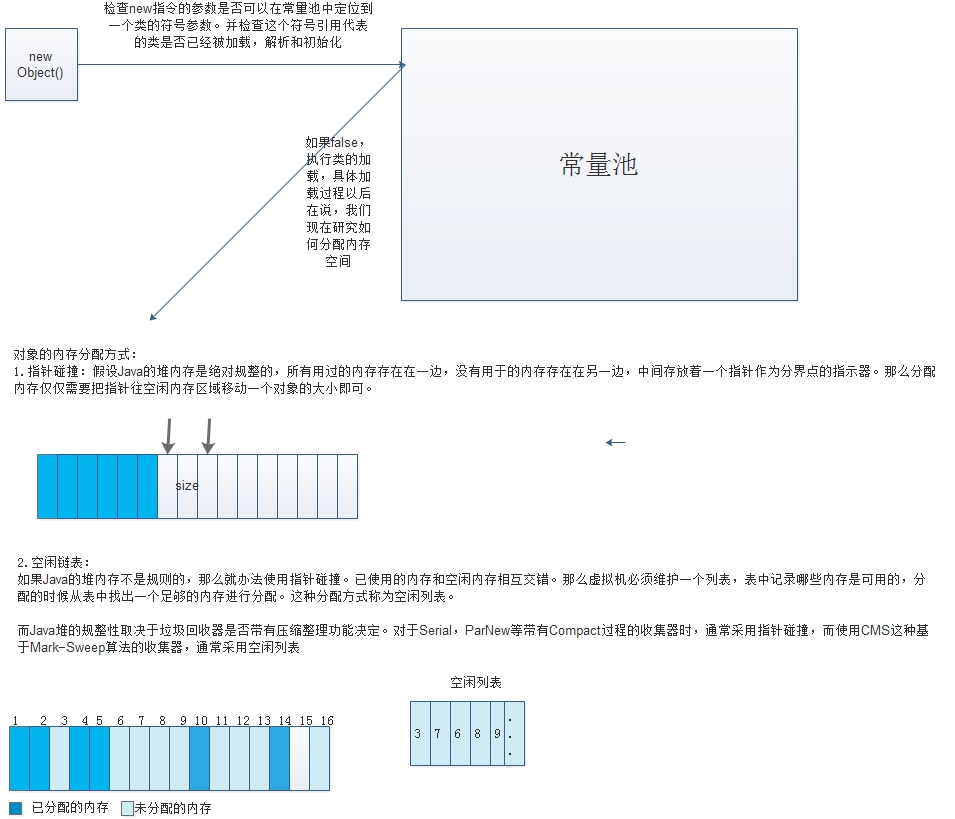 检查new指令的参数是否可以在常量池中定位到
一个类的符号参数。并检查这个符号引用代表
的类是否已经被加载，解析和初始化
new
Object()
常量池
如果false，
执行类的加
载，具体加
载过程以后
在说，我们
现在研究如
何分配内存
空间
对象的内存分配方式：
1.指针碰撞：假设Java的堆内存是绝对规整的，所有用过的内存存在在一边，没有用于的内存存在在另一边，中间存放着一个指针作为分界点的指示器。那么分配
内存仅仅需要把指针往空闲内存区域移动一个对象的大小即可。
size
2.空闲链表：
如果Java的堆内存不是规则的，那么就办法使用指针碰撞。已使用的内存和空闲内存相互交错。那么虚拟机必须维护一个列表，表中记录哪些内存是可用的，分
配的时候从表中找出一个足够的内存进行分配。这种分配方式称为空闲列表。
而Java堆的规整性取决于垃圾回收器是否带有压缩整理功能决定。对于Serial，ParNew等带有Compact过程的收集器时，通常采用指针碰撞，而使用CMS这种基
于Mark-Sweep算法的收集器，通常采用空闲列表
空闲列表
3 7 6 8 9 . . .
1 2 3 4 5 6 7 8 9 10 11 12 13 14 15 16
已分配的内存 未分配的内存